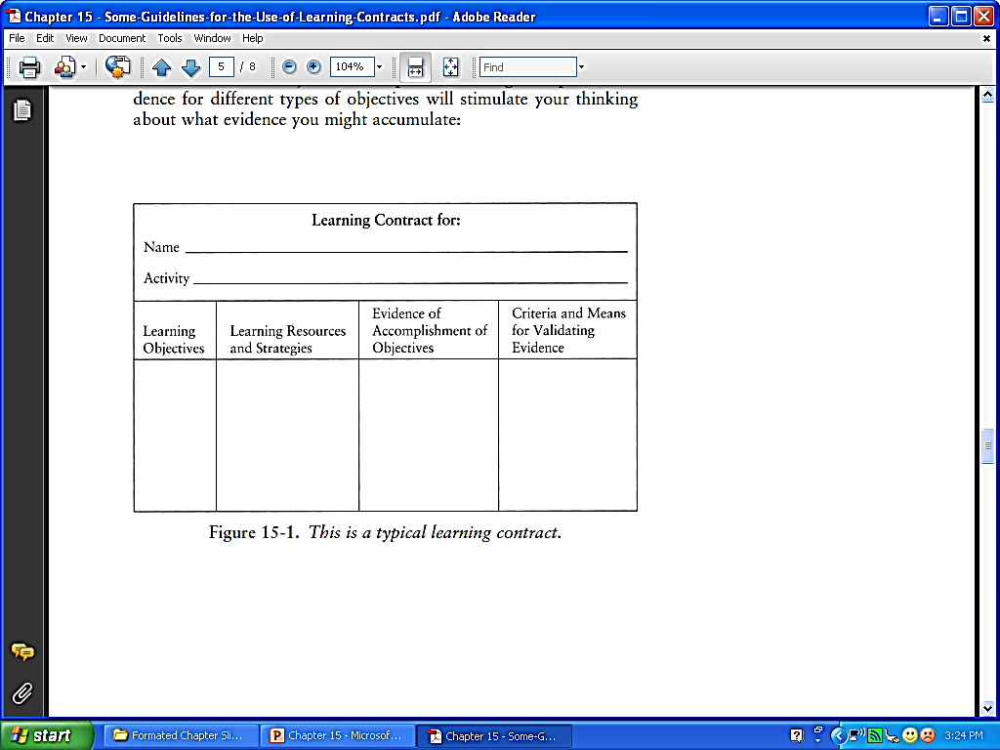 Chapter 15 - Some-Guidelines-for-the-Use-of-Learning-Contracts.pdf - Adobe Reader
File Edit View Document Tools Window Help
5 / 8 104% Find
dence for different types of objectives will stimulate your thinking
about what evidence you might accumulate:
Learning Contract for:
Name
Activity
Learning Objectives
Learning Resources and Strategies
Evidence of Accomplishment of Objectives
Criteria and Means for Validating Evidence
Figure 15-1. This is a typical learning contract.
start Formated Chapter Sli... Chapter 15 - Microsof... Chapter 15 - Some-G... 3:24 PM